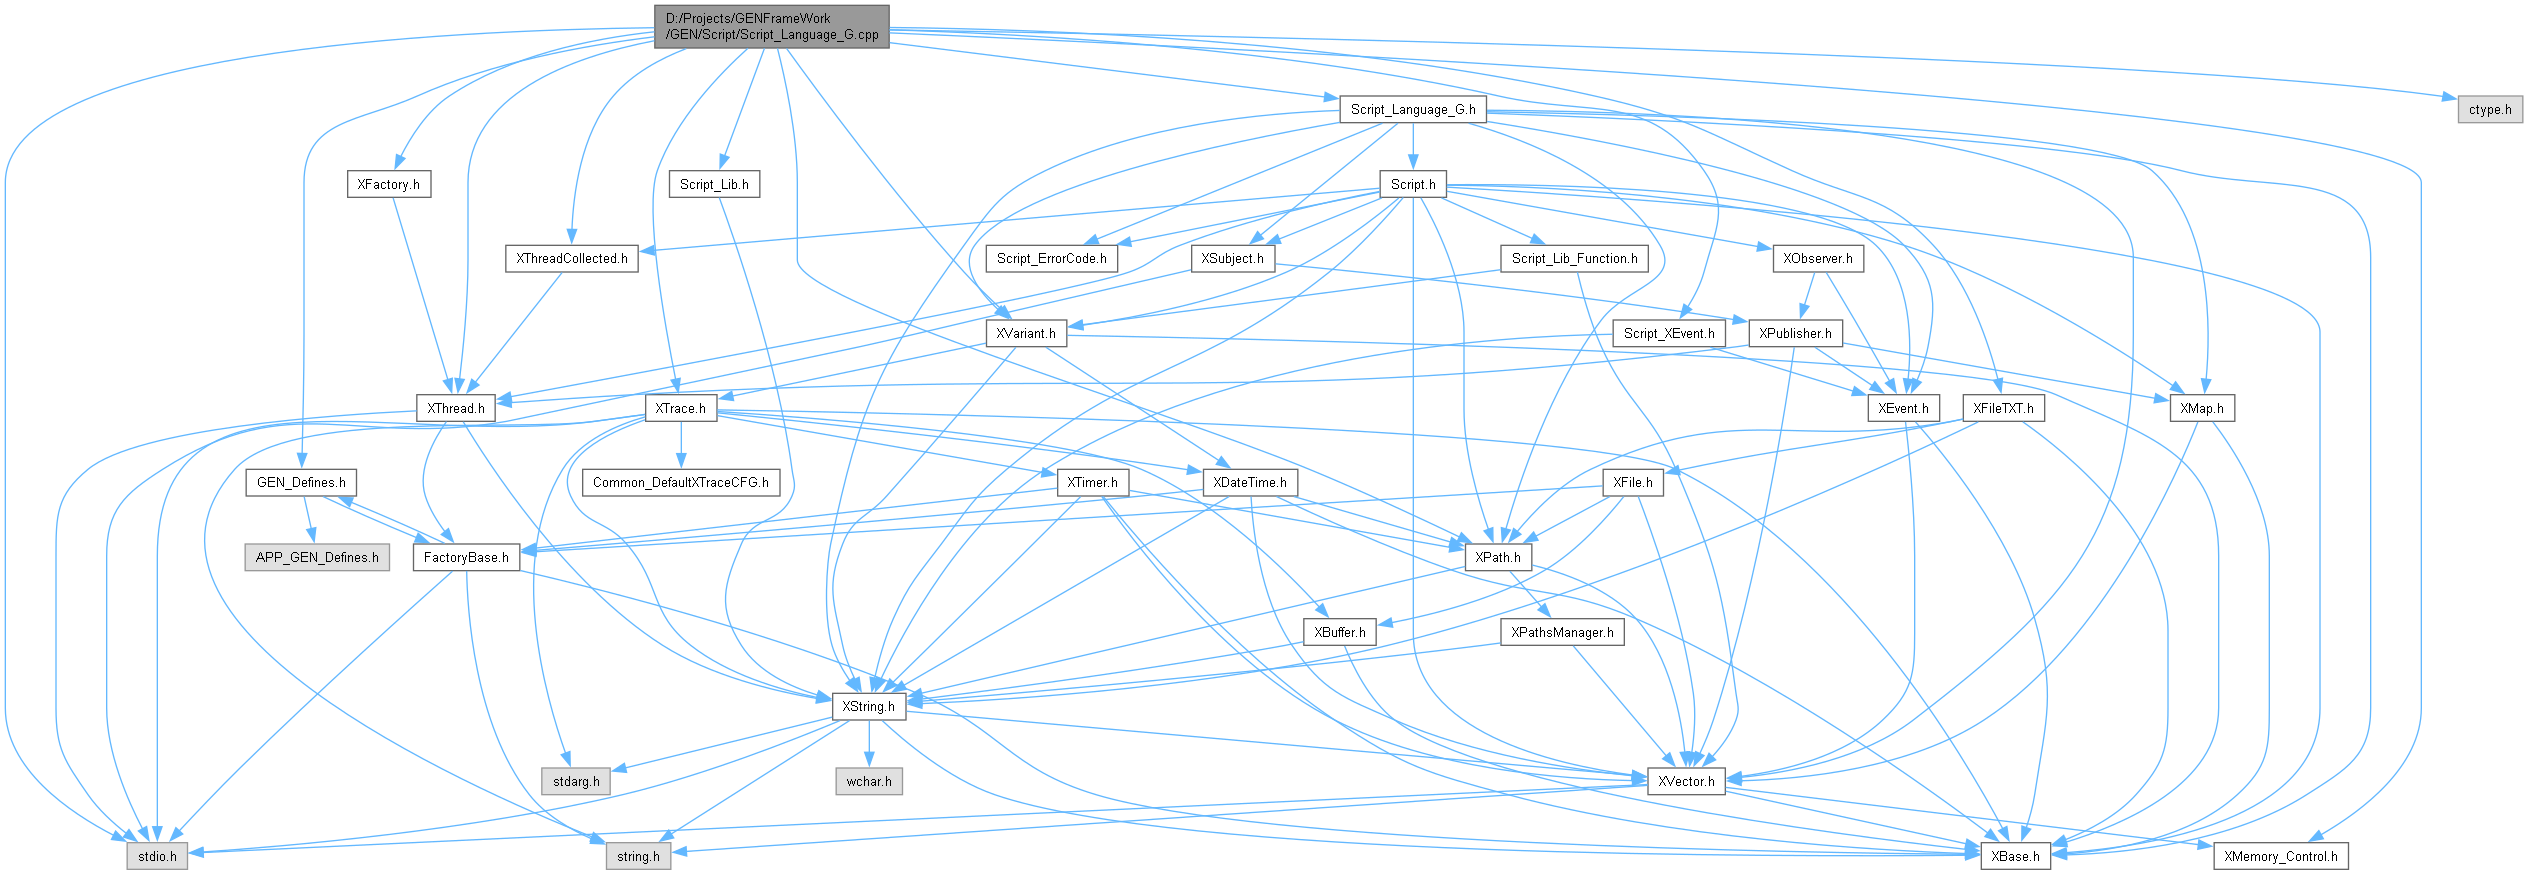 D:/Projects/GENFrameWork
/GEN/Script/Script_Language_G.cpp
Script_Language_G.h
ctype.h
XFactory.h
Script_Lib.h
Script.h
XThreadCollected.h
Script_ErrorCode.h
XSubject.h
Script_Lib_Function.h
XObserver.h
XVariant.h
Script_XEvent.h
XPublisher.h
XThread.h
XTrace.h
XEvent.h
XFileTXT.h
XMap.h
GEN_Defines.h
Common_DefaultXTraceCFG.h
XTimer.h
XDateTime.h
XFile.h
APP_GEN_Defines.h
FactoryBase.h
XPath.h
XBuffer.h
XPathsManager.h
XString.h
stdarg.h
wchar.h
XVector.h
stdio.h
string.h
XBase.h
XMemory_Control.h